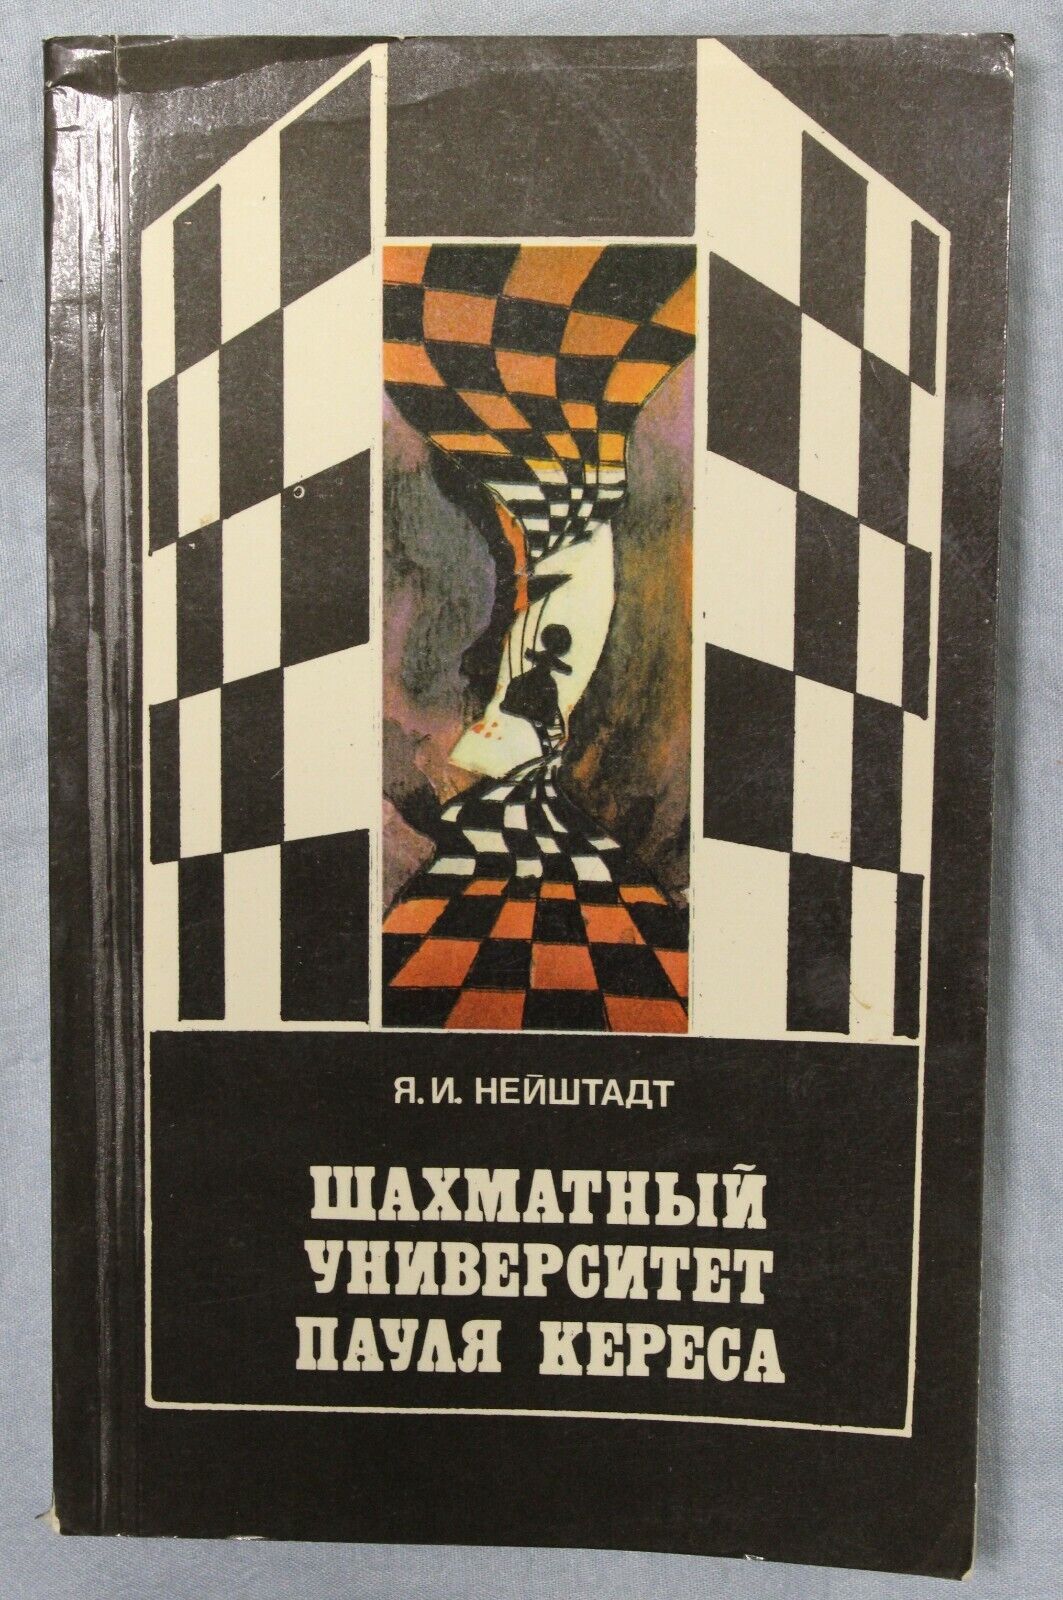 Я. И. НЕЙШТАДТ
ШАХМАТНЫЙ
УНИВЕРСИТЕТ
ПАУЛЯ КЕРЕСА